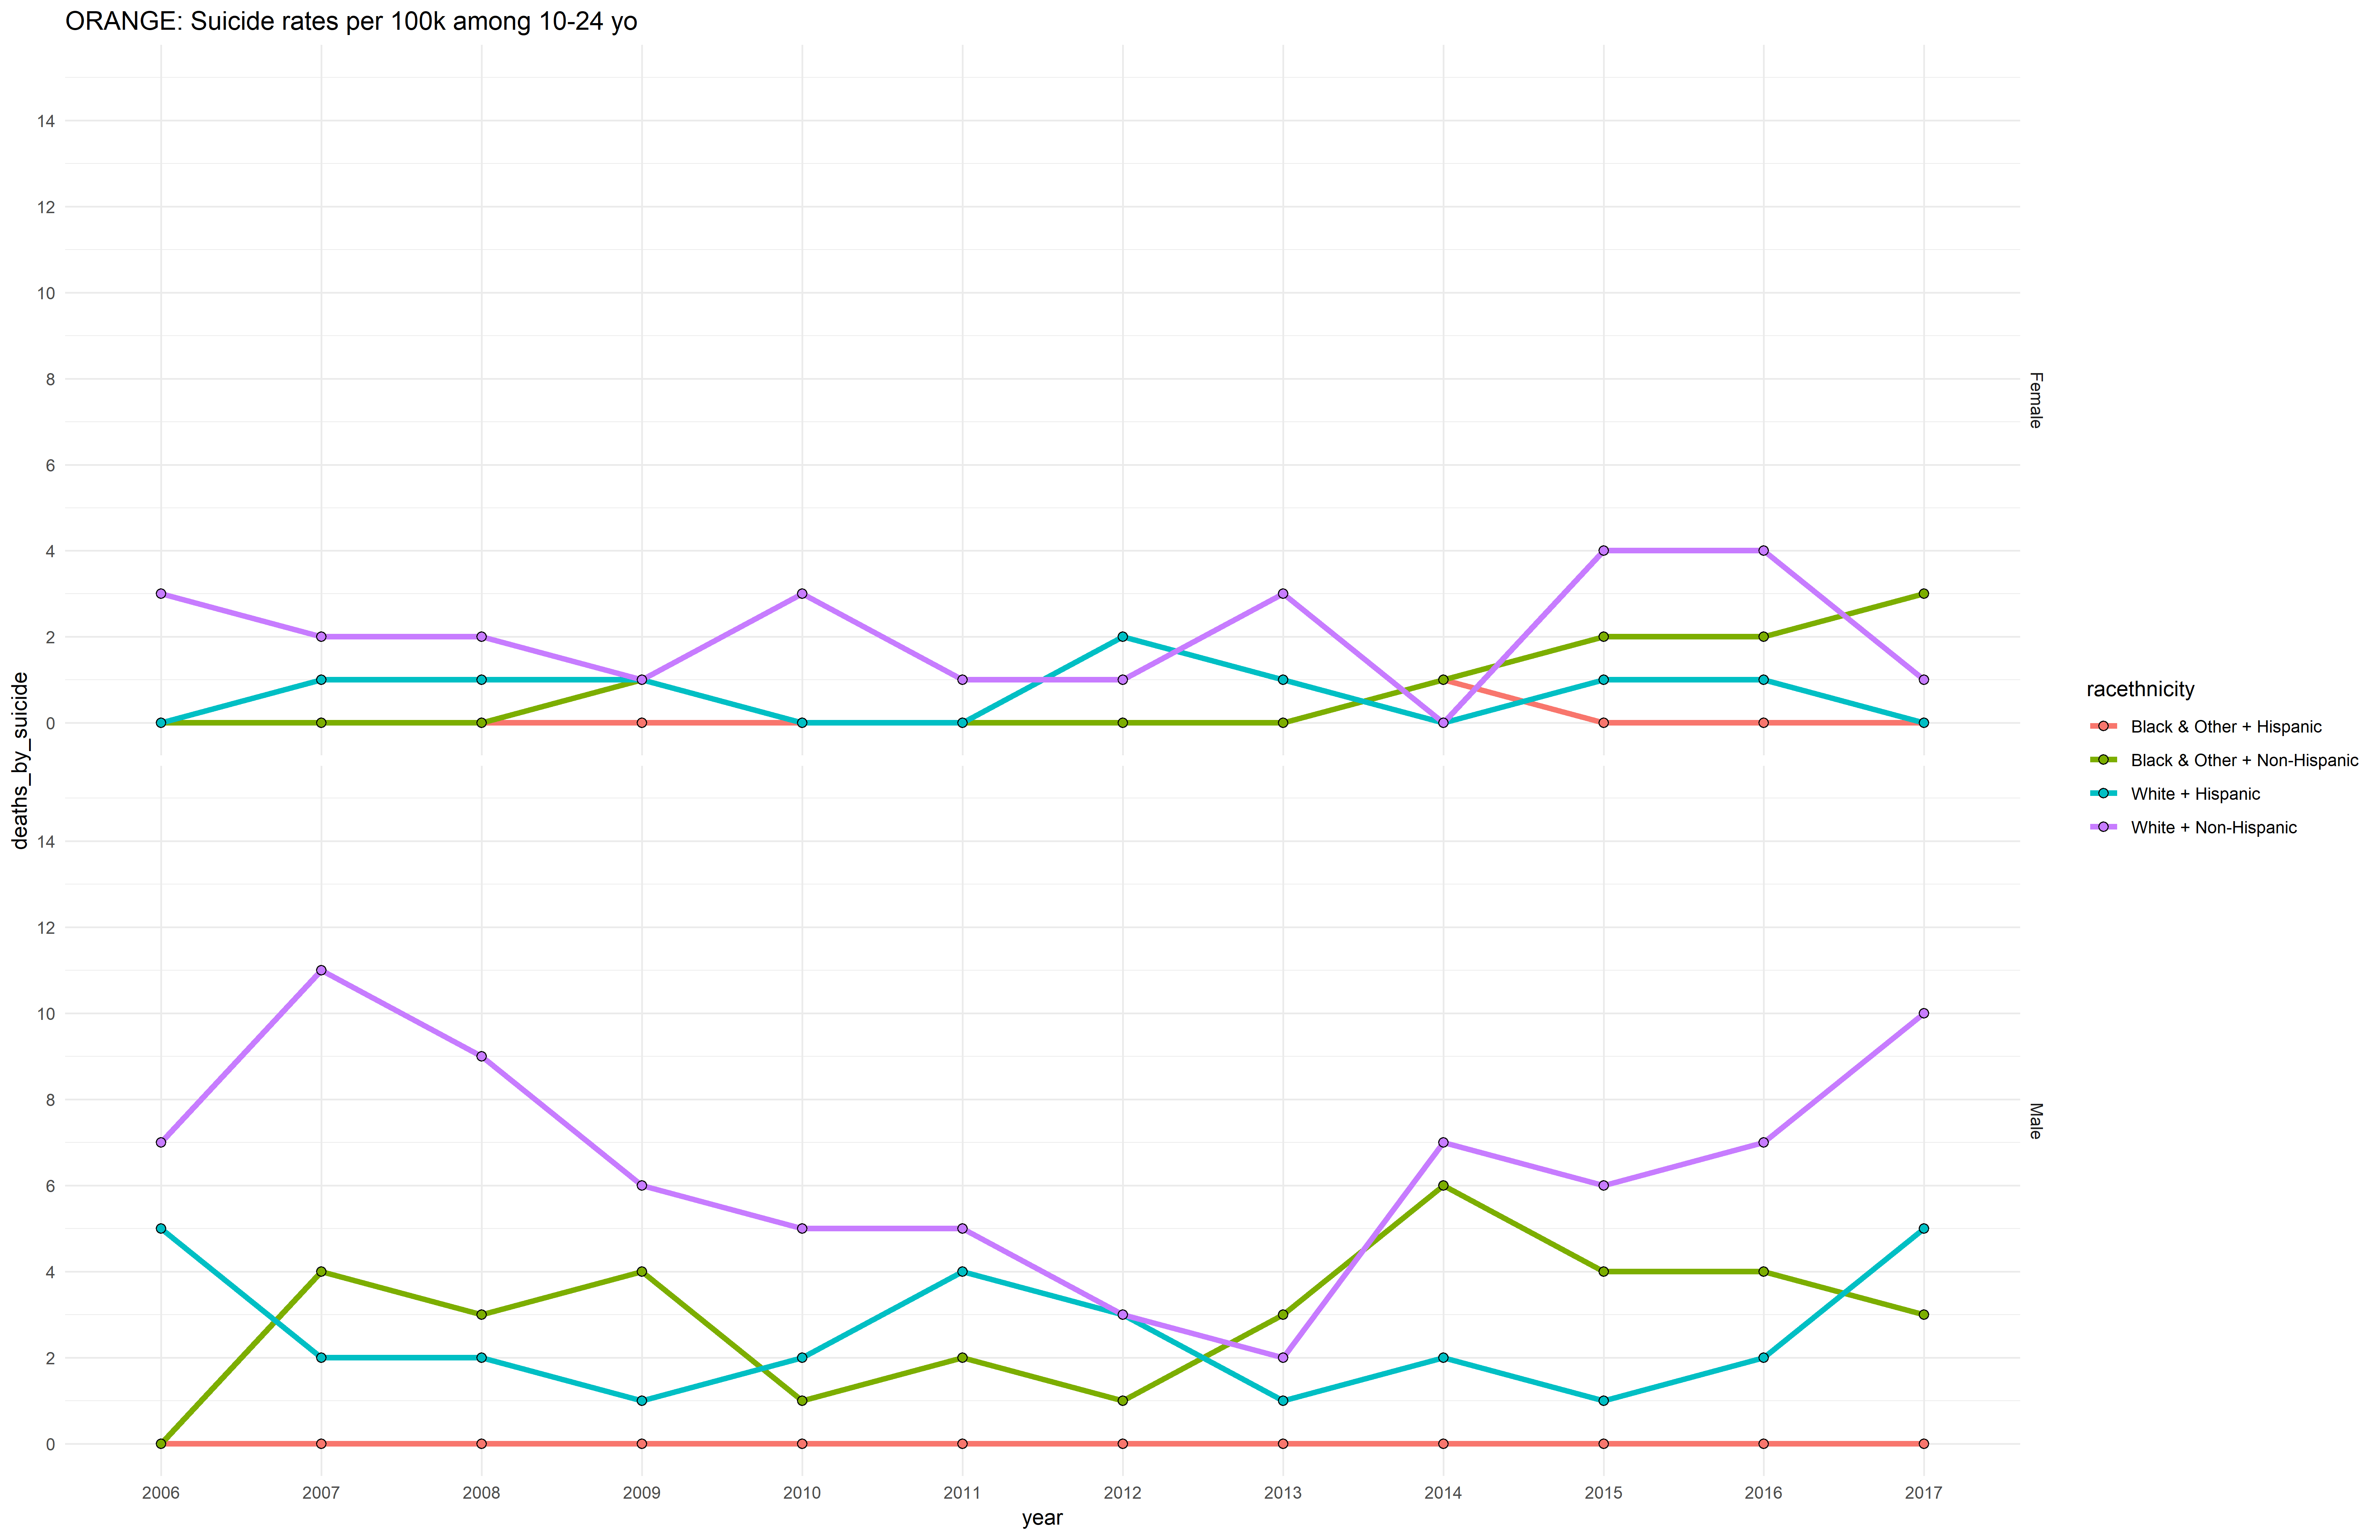 ORANGE: Suicide rates per 100k among 10-24 yo
deaths_by_suicide
14
12
10
8
6
4
2
0
Female
14
12
10
8
6
4
2
0
Male
2006 2007 2008 2009 2010 2011 2012 2013 2014 2015 2016 2017
year
racethnicity
Black & Other + Hispanic
Black & Other + Non-Hispanic
White + Hispanic
White + Non-Hispanic